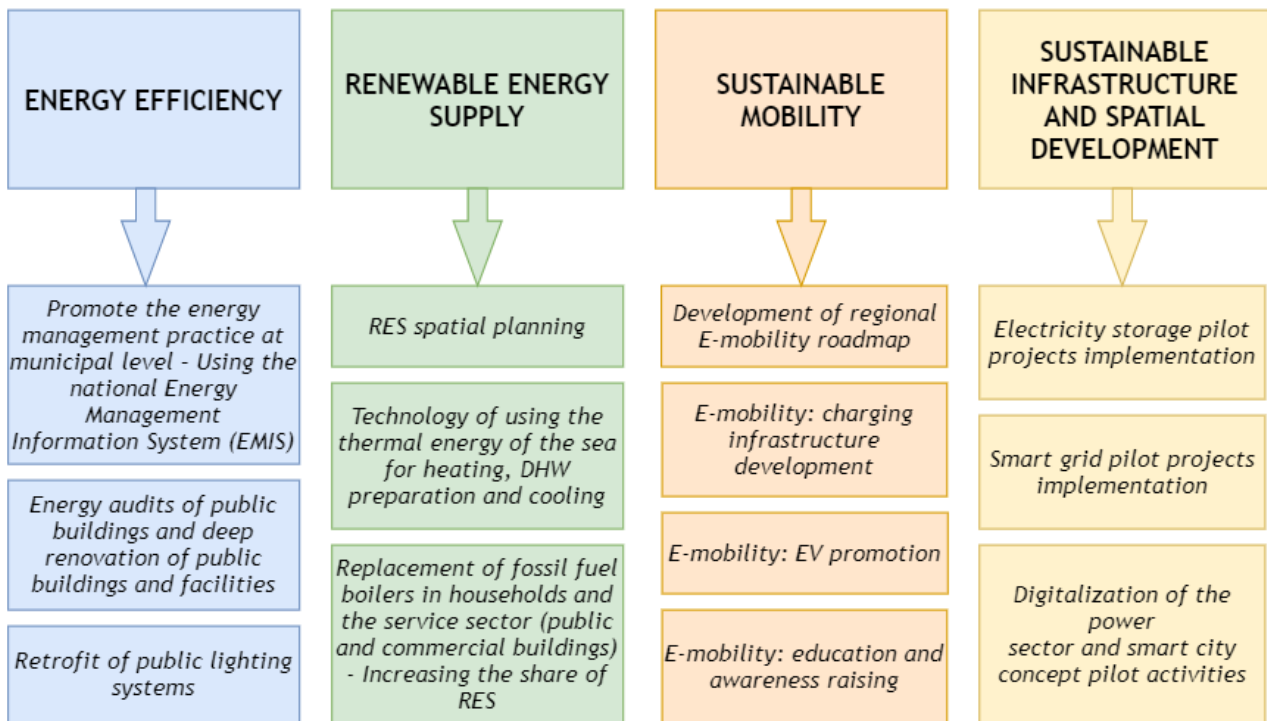 ENERGY EFFICIENCY
Promote the energy
management practice at
municipal level - Using the
national Energy
Management
Information System (EMIS)
Energy audits of public
buildings and deep
renovation of public
buildings and facilities
Retrofit of public lighting
systems
RENEWABLE ENERGY
SUPPLY
RES spatial planning
Technology of using the
thermal energy of the sea
for heating, DHW
preparation and cooling
Replacement of fossil fuel
boilers in households and
the service sector (public
and commercial buildings)
- Increasing the share of
RES
SUSTAINABLE
MOBILITY
Development of regional
E-mobility roadmap
E-mobility: charging
infrastructure
development
E-mobility: EV promotion
E-mobility: education and
awareness raising
SUSTAINABLE
INFRASTRUCTURE
AND SPATIAL
DEVELOPMENT
Electricity storage pilot
projects implementation
Smart grid pilot projects
implementation
Digitalization of the
power
sector and smart city
concept pilot activities